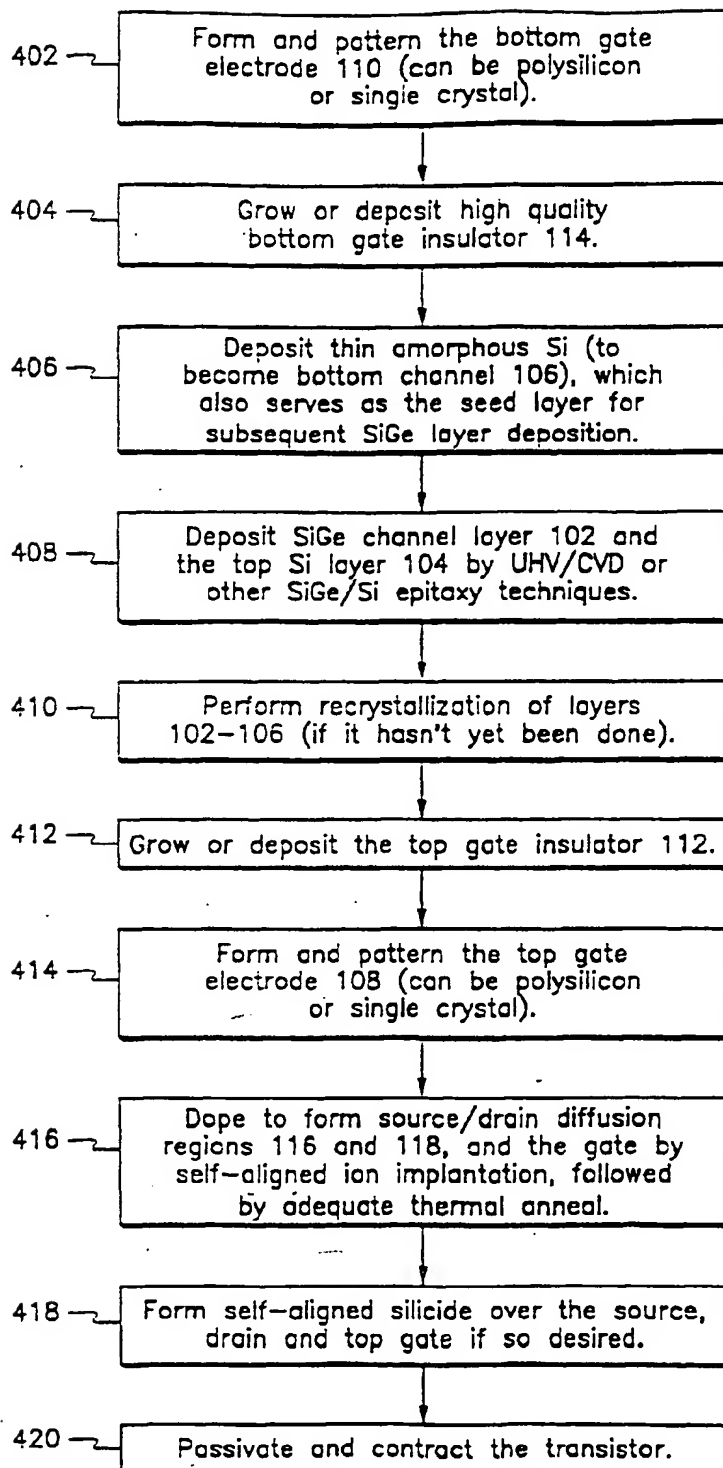 402
Form and pattern the bottom gate
electrode 110 (can be polysilicon
or single crystal).
404
Grow or deposit high quality
bottom gate insulator 114.
406
Deposit thin amorphous Si (to
become bottom channel 106), which
also serves as the seed layer for
subsequent SiGe layer deposition.
408
Deposit SiGe channel layer 102 and
the top Si layer 104 by UHV/CVD or
other SiGe/Si epitaxy techniques.
410
Perform recrystallization of layers
102-106 (if it hasn't yet been done).
412
Grow or deposit the top gate insulator 112.
414
Form and pattern the top gate
electrode 108 (can be polysilicon
or single crystal).
416
Dope to form source/drain diffusion
regions 116 and 118, and the gate by
self-aligned ion implantation, followed
by adequate thermal anneal.
418
Form self-aligned silicide over the source,
drain and top gate if so desired.
420
Passivate and contract the transistor.